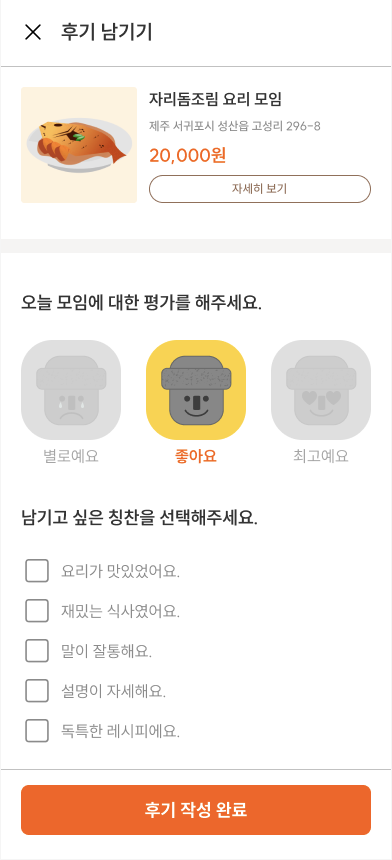 후기 남기기
자리돔조림 요리 모임
제주 서귀포시 성산읍 고성리 296-8
20,000원
자세히 보기
오늘 모임에 대한 평가를 해주세요.
별로예요
좋아요
최고예요
남기고 싶은 칭찬을 선택해주세요.
요리가 맛있었어요.
재밌는 식사였어요.
말이 잘통해요.
설명이 자세해요.
독특한 레시피에요.
후기 작성 완료